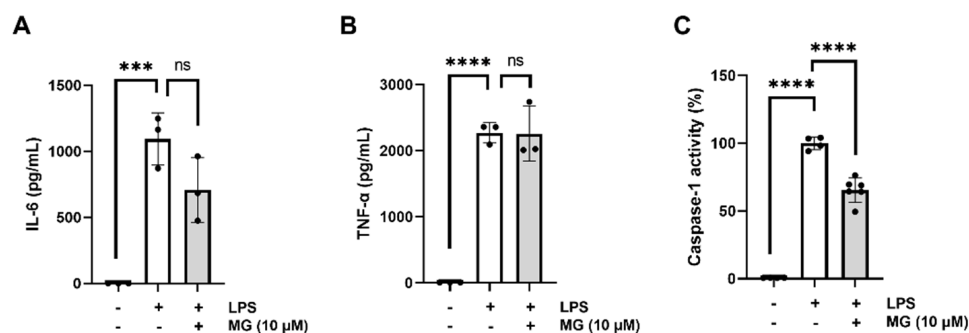 A
IL-6 (pg/mL)
1500
1000
500
0
***
ns
- + + LPS
- - + MG (10 µM)
B
TNF-α (pg/mL)
3000
2000
1000
0
****
ns
- + + LPS
- - + MG (10 µM)
C
Caspase-1 activity (%)
150
100
50
0
****
****
- + + LPS
- - + MG (10 µM)